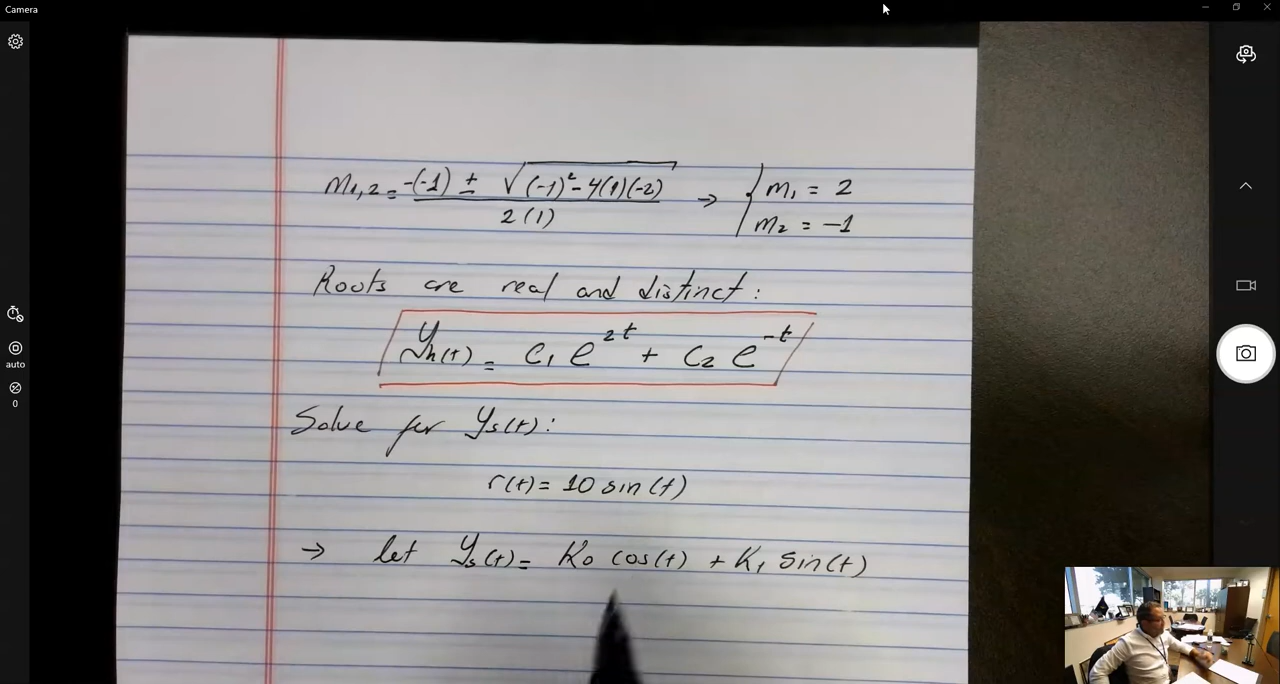 Camera
m1,2 = -(-1) ± √(-1)² - 4(1)(-2) / 2(1) → { m1 = 2
m2 = -1
Roots are real and distinct:
yh(t) = C1 e^2t + C2 e^-t
Solve for ys(t):
r(t) = 10 sin(t)
→ let ys(t) = K0 cos(t) + K1 sin(t)
auto
0